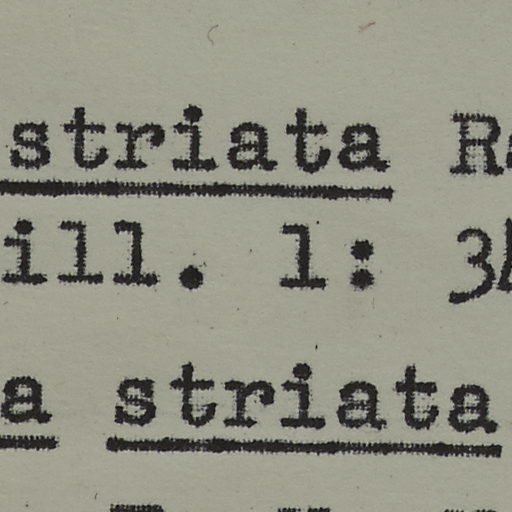 striata
ill. 1:
a striata